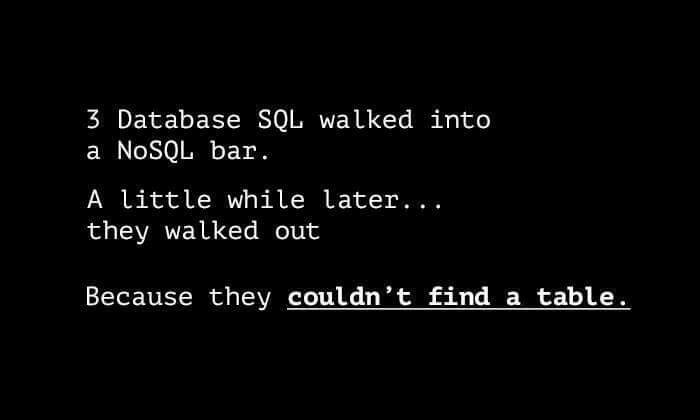 3 Database SQL walked into
a NoSQL bar.
A little while later...
they walked out
Because they couldn’t find a table.